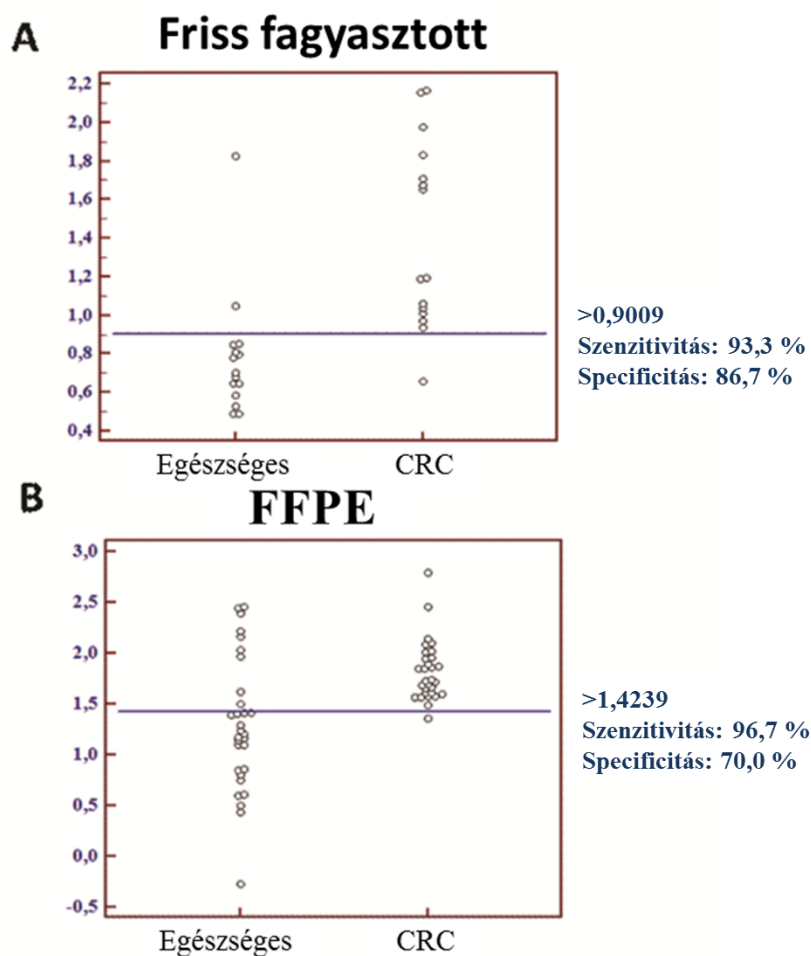 A
Friss fagyasztott
2,2
2,0
1,8
1,6
1,4
1,2
1,0
0,8
0,6
0,4
>0,9009
Szenzitivitás: 93,3 %
Specificitás: 86,7 %
Egészséges CRC
B
FFPE
3,0
2,5
2,0
1,5
1,0
0,5
0,0
-0,5
>1,4239
Szenzitivitás: 96,7 %
Specificitás: 70,0 %
Egészséges CRC